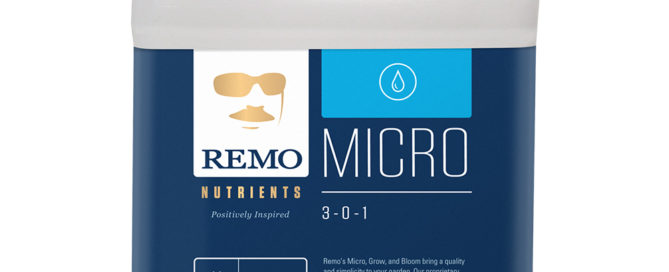 REMO
NUTRIENTS
Positively Inspired
MICRO
3-0-1
Remo's Micro, Grow, and Bloom bring a quality
and simplicity to your garden. Our proprietary